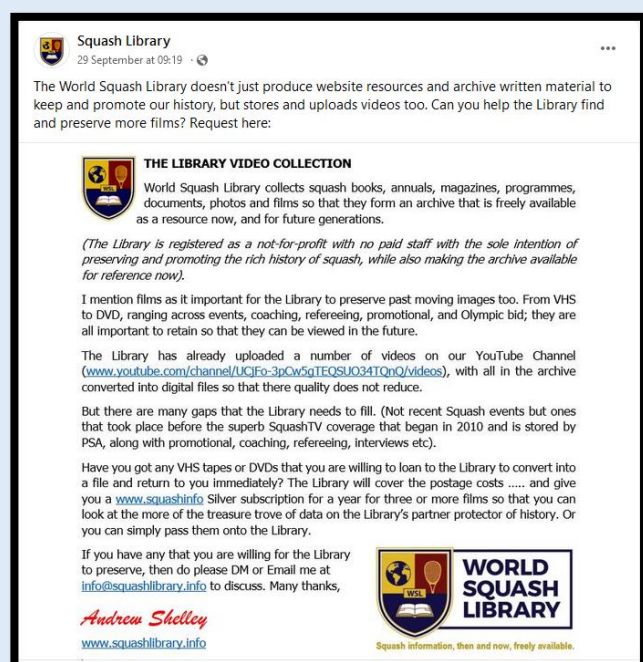 Squash Library
29 September at 09:19 ·
The World Squash Library doesn't just produce website resources and archive written material to
keep and promote our history, but stores and uploads videos too. Can you help the Library find
and preserve more films? Request here:
WSL
THE LIBRARY VIDEO COLLECTION
World Squash Library collects squash books, annuals, magazines, programmes,
documents, photos and films so that they form an archive that is freely available
as a resource now, and for future generations.
(The Library is registered as a not-for-profit with no paid staff with the sole intention of
preserving and promoting the rich history of squash, while also making the archive available
for reference now).
I mention films as it important for the Library to preserve past moving images too. From VHS
to DVD, ranging across events, coaching, refereeing, promotional, and Olympic bid; they are
all important to retain so that they can be viewed in the future.
The Library has already uploaded a number of videos on our YouTube Channel
(www.youtube.com/channel/UCjFo-3pCw5gTEQSUO34TQnQ/videos), with all in the archive
converted into digital files so that there quality does not reduce.
But there are many gaps that the Library needs to fill. (Not recent Squash events but ones
that took place before the superb SquashTV coverage that began in 2010 and is stored by
PSA, along with promotional, coaching, refereeing, interviews etc).
Have you got any VHS tapes or DVDs that you are willing to loan to the Library to convert into
a file and return to you immediately? The Library will cover the postage costs ..... and give
you a www.squashinfo Silver subscription for a year for three or more films so that you can
look at the more of the treasure trove of data on the Library's partner protector of history. Or
you can simply pass them onto the Library.
If you have any that you are willing for the Library
to preserve, then do please DM or Email me at
info@squashlibrary.info to discuss. Many thanks,
Andrew Shelley
www.squashlibrary.info
WSL
WORLD
SQUASH
LIBRARY
Squash information, then and now, freely available.